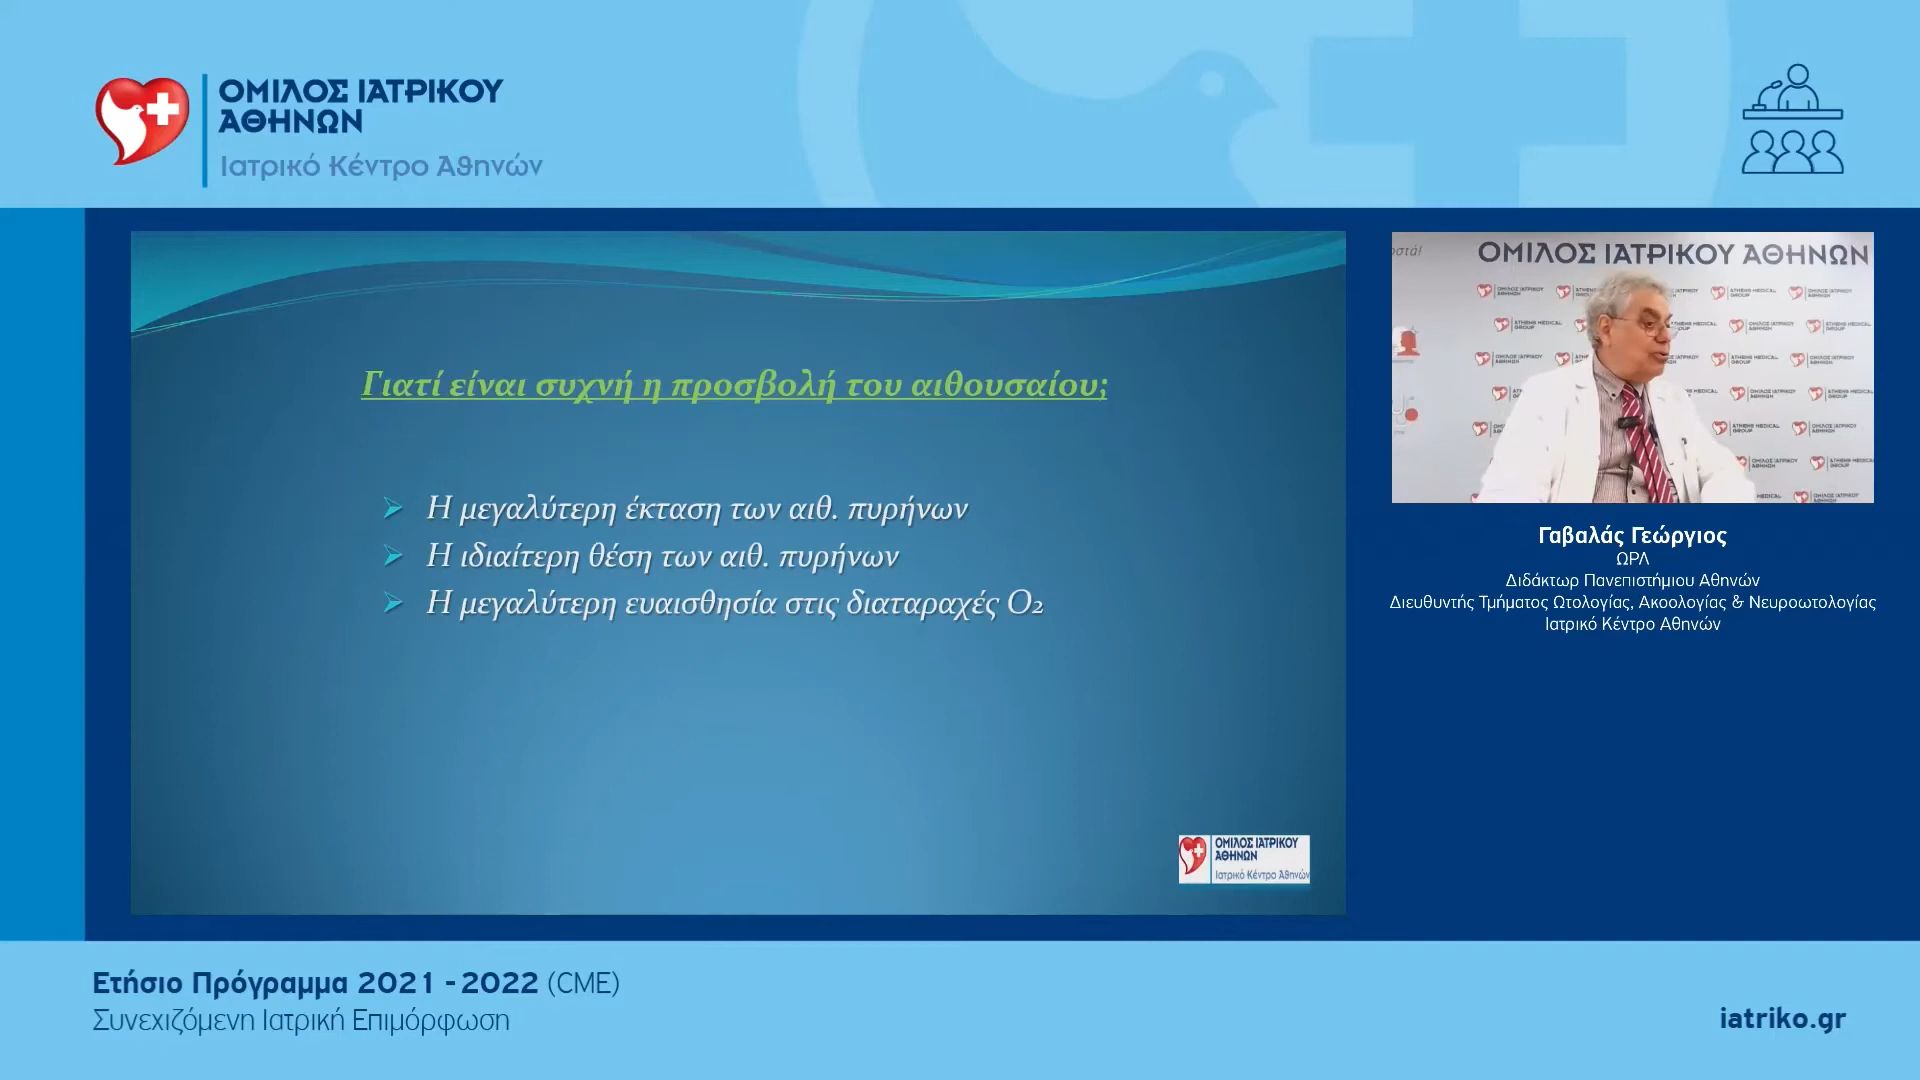 ΟΜΙΛΟΣ ΙΑΤΡΙΚΟΥ
ΑΘΗΝΩΝ
Ιατρικό Κέντρο Αθηνών
Γιατί είναι συχνή η προσβολή του αιθουσαίου;
Η μεγαλύτερη έκταση των αιθ. πυρήνων
Η ιδιαίτερη θέση των αιθ. πυρήνων
Η μεγαλύτερη ευαισθησία στις διαταραχές Ο₂
ΟΜΙΛΟΣ ΙΑΤΡΙΚΟΥ
ΑΘΗΝΩΝ
Ιατρικό Κέντρο Αθηνών
ΟΜΙΛΟΣ ΙΑΤΡΙΚΟΥ ΑΘΗΝΩΝ
ATHENS MEDICAL
GROUP
Γαβαλάς Γεώργιος
ΩΡΛ
Διδάκτωρ Πανεπιστήμιου Αθηνών
Διευθυντής Τμήματος Ωτολογίας, Ακοολογίας & Νευροωτολογίας
Ιατρικό Κέντρο Αθηνών
Ετήσιο Πρόγραμμα 2021 - 2022 (CME)
Συνεχιζόμενη Ιατρική Επιμόρφωση
iatriko.gr